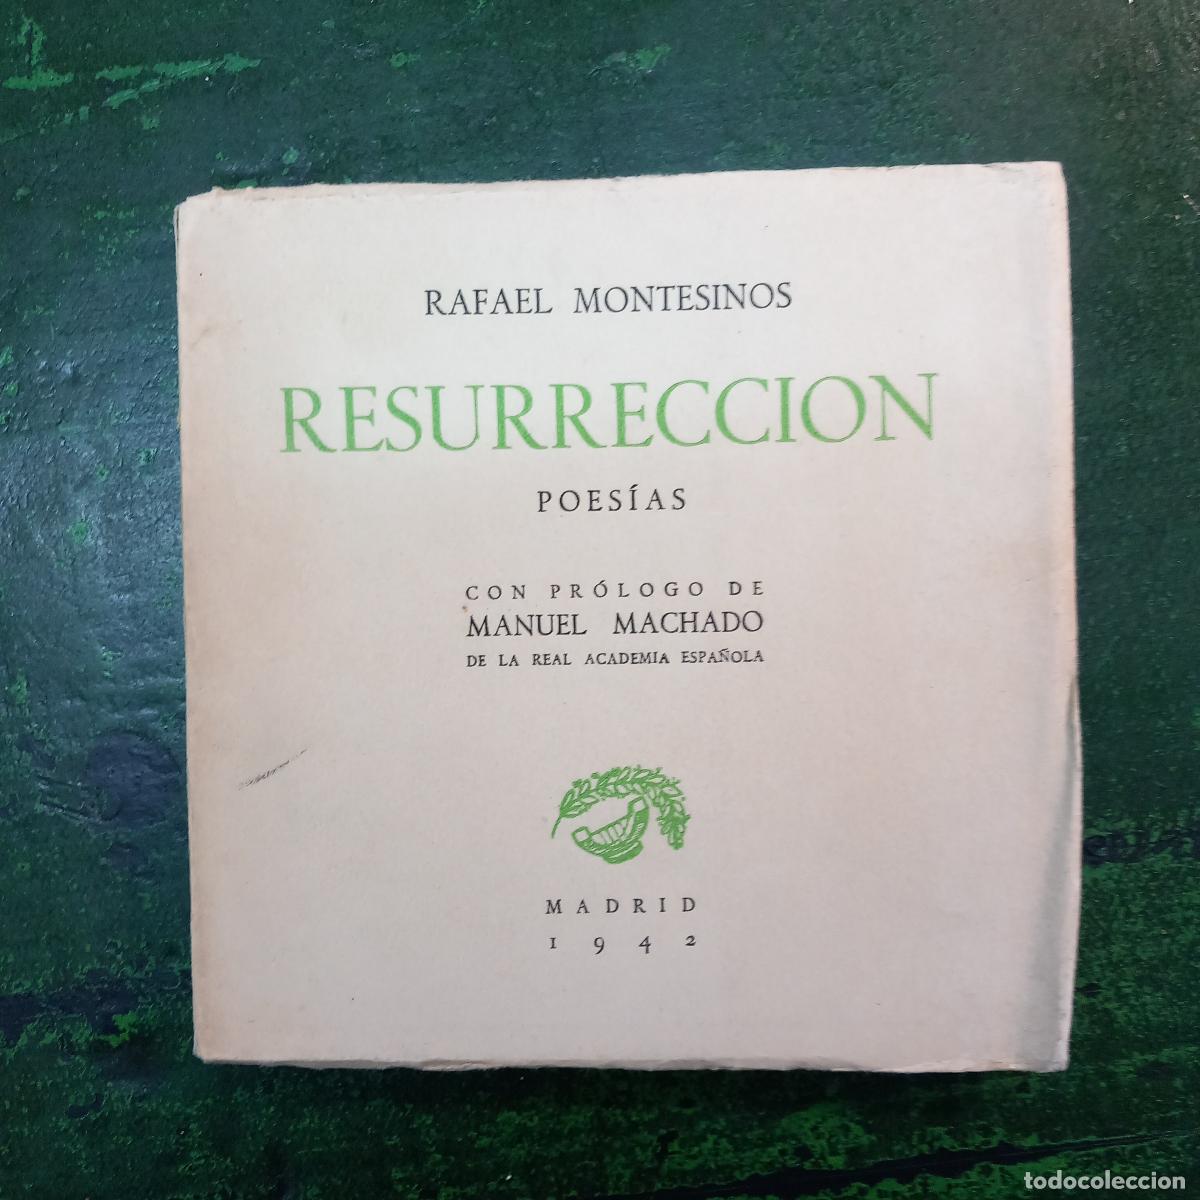 RAFAEL MONTESINOS
RESURRECCION
POESÍAS
CON PRÓLOGO DE
MANUEL MACHADO
DE LA REAL ACADEMIA ESPAÑOLA
MADRID
1942
todocoleccion